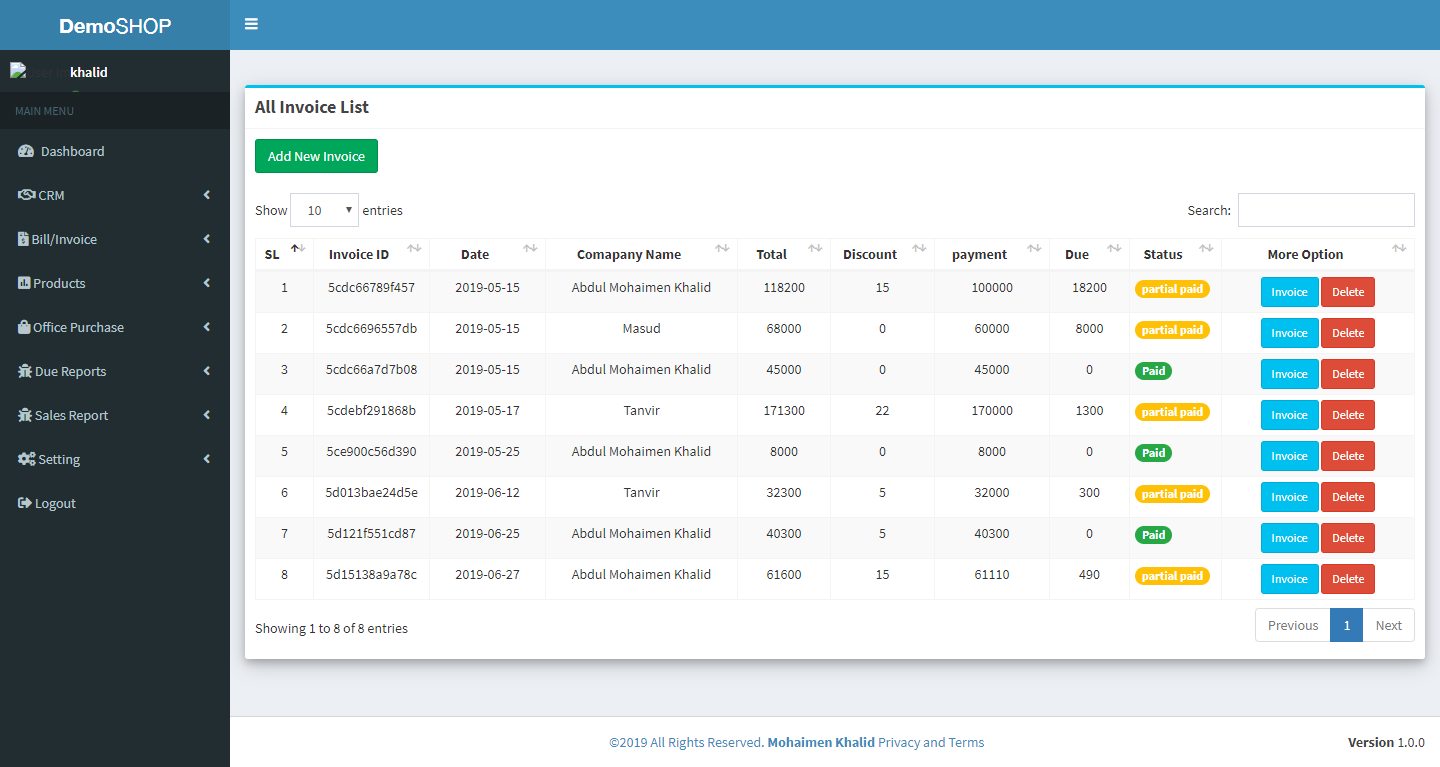 DemoSHOP
khalid
MAIN MENU
Dashboard
CRM
Bill/Invoice
Products
Office Purchase
Due Reports
Sales Report
Setting
Logout
All Invoice List
Add New Invoice
Show 10 entries
Search:
SL Invoice ID Date Comapany Name Total Discount payment Due Status More Option
1 5cdc66789f457 2019-05-15 Abdul Mohaimen Khalid 118200 15 100000 18200 partial paid Invoice Delete
2 5cdc6696557db 2019-05-15 Masud 68000 0 60000 8000 partial paid Invoice Delete
3 5cdc66a7d7b08 2019-05-15 Abdul Mohaimen Khalid 45000 0 45000 0 Paid Invoice Delete
4 5cdebf291868b 2019-05-17 Tanvir 171300 22 170000 1300 partial paid Invoice Delete
5 5ce900c56d390 2019-05-25 Abdul Mohaimen Khalid 8000 0 8000 0 Paid Invoice Delete
6 5d013bae24d5e 2019-06-12 Tanvir 32300 5 32000 300 partial paid Invoice Delete
7 5d121f551cd87 2019-06-25 Abdul Mohaimen Khalid 40300 5 40300 0 Paid Invoice Delete
8 5d15138a9a78c 2019-06-27 Abdul Mohaimen Khalid 61600 15 61110 490 partial paid Invoice Delete
Showing 1 to 8 of 8 entries
Previous 1 Next
©2019 All Rights Reserved. Mohaimen Khalid Privacy and Terms
Version 1.0.0